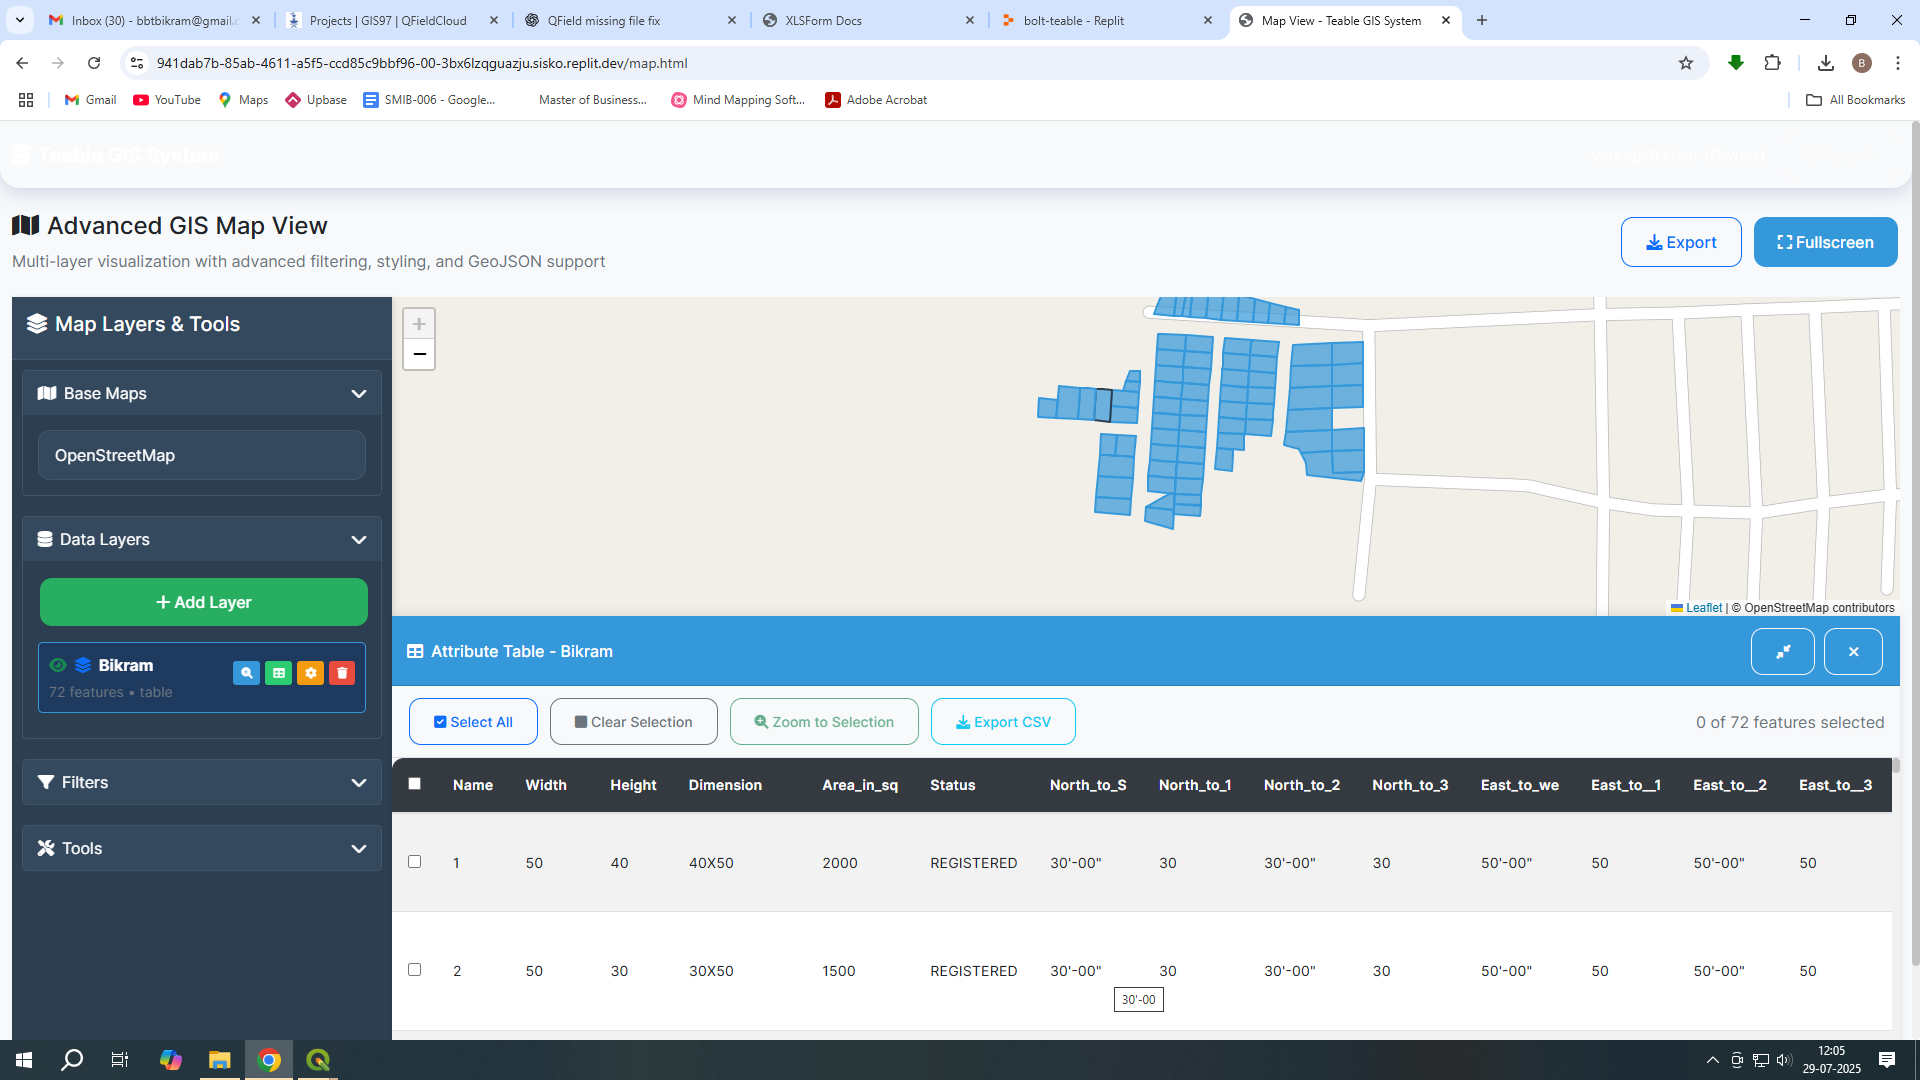 Inbox (30) - bbtbikram@gmail.c
Projects | GIS97 | QFieldCloud
QField missing file fix
XLSForm Docs
bolt-teable - Replit
Map View - Teable GIS System
941dab7b-85ab-4611-a5f5-ccd85c9bbf96-00-3bx6lzqguazju.sisko.replit.dev/map.html
B
Gmail
YouTube
Maps
Upbase
SMIB-006 - Google...
Master of Business...
Mind Mapping Soft...
Adobe Acrobat
All Bookmarks
Teable GIS System
Advanced GIS Map View
Multi-layer visualization with advanced filtering, styling, and GeoJSON support
Export
Fullscreen
Map Layers & Tools
Base Maps
OpenStreetMap
Data Layers
+ Add Layer
Bikram
72 features • table
Filters
Tools
+
−
Leaflet | © OpenStreetMap contributors
Attribute Table - Bikram
Select All
Clear Selection
Zoom to Selection
Export CSV
0 of 72 features selected
Name Width Height Dimension Area_in_sq Status North_to_S North_to_1 North_to_2 North_to_3 East_to_we East_to__1 East_to__2 East_to__3
1 50 40 40X50 2000 REGISTERED 30'-00" 30 30'-00" 30 50'-00" 50 50'-00" 50
2 50 30 30X50 1500 REGISTERED 30'-00" 30 30'-00" 30 50'-00" 50 50'-00" 50
30'-00
12:05
29-07-2025